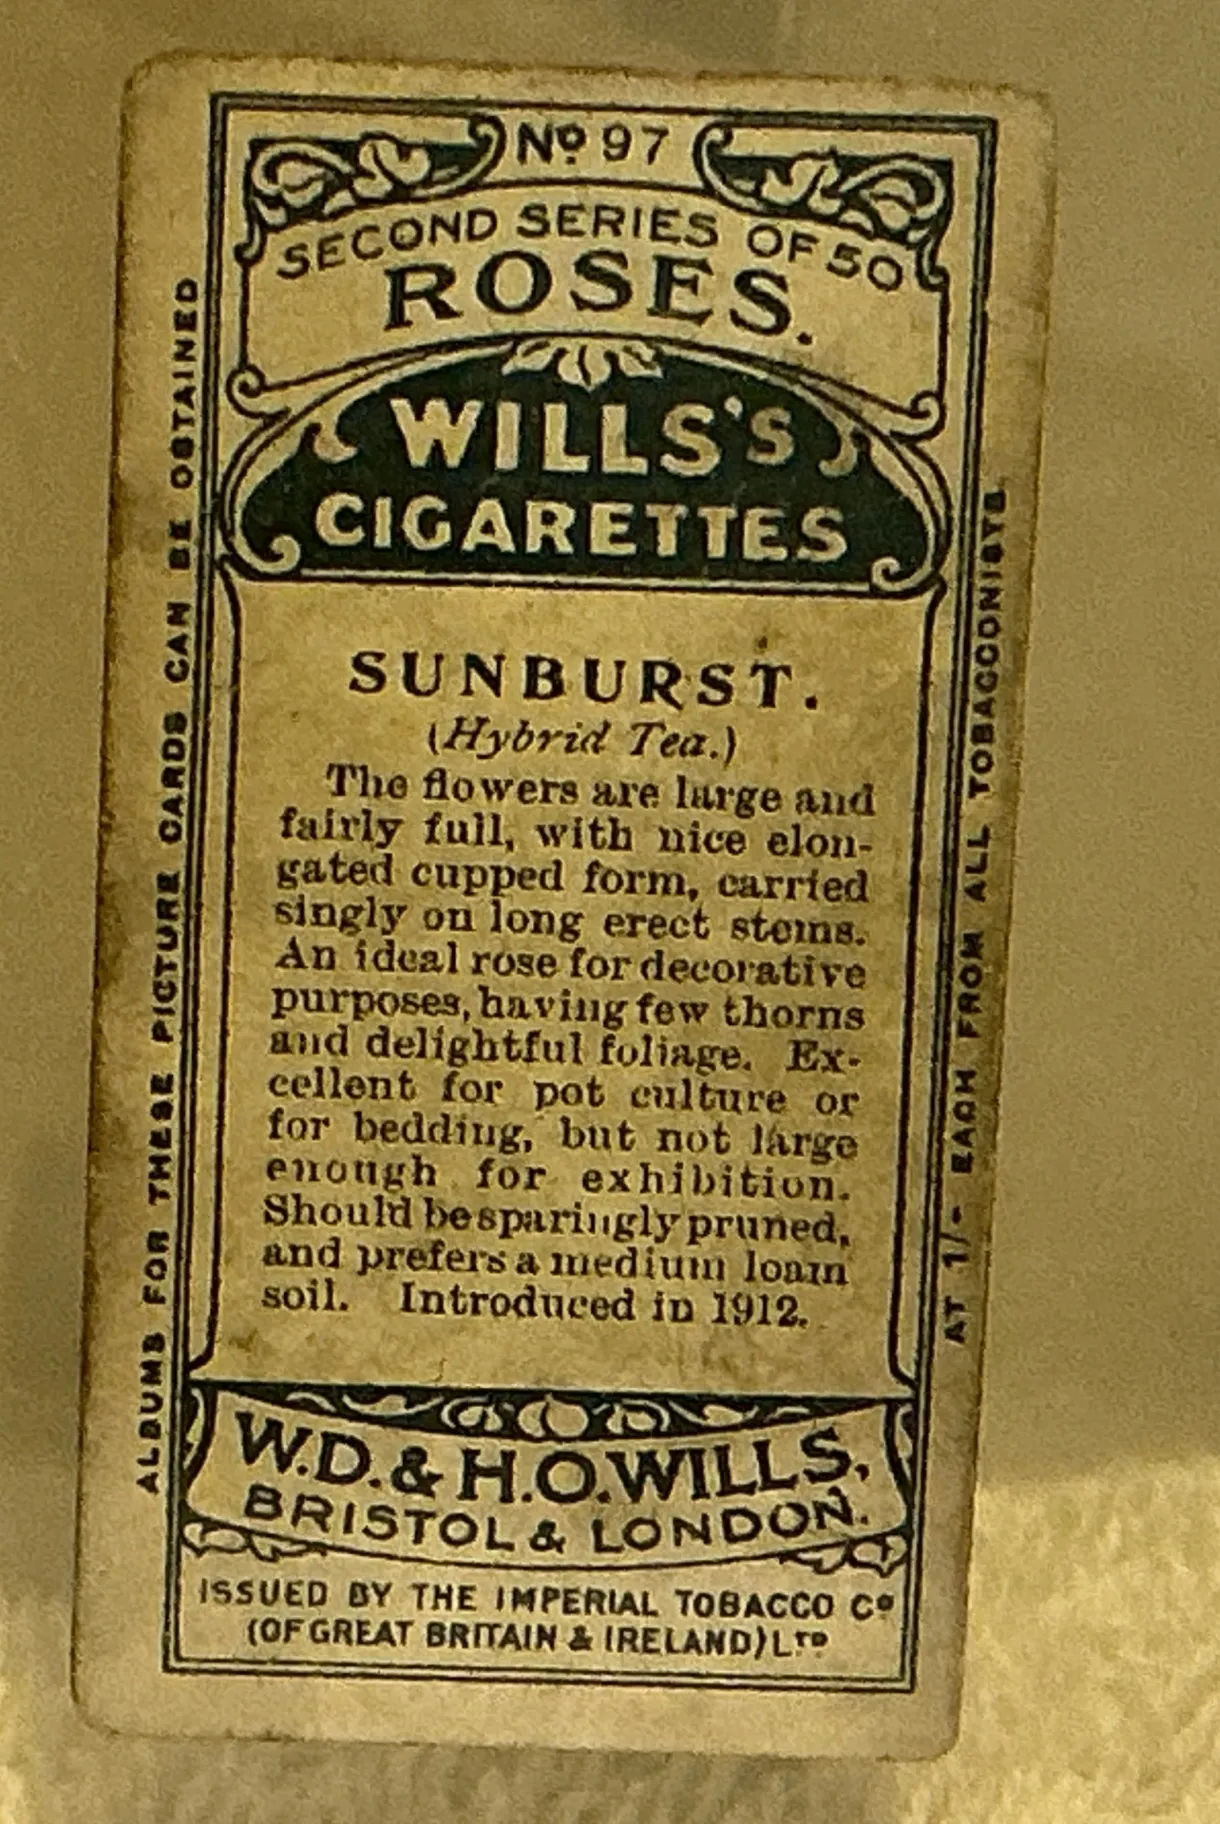 Nº 97
SECOND SERIES OF 50
ROSES.
WILLS'S
CIGARETTES
SUNBURST.
(Hybrid Tea.)
The flowers are large and
fairly full, with nice elon-
gated cupped form, carried
singly on long erect stems.
An ideal rose for decorative
purposes, having few thorns
and delightful foliage. Ex-
cellent for pot culture or
for bedding, but not large
enough for exhibition.
Should be sparingly pruned,
and prefers a medium loam
soil. Introduced in 1912.
W.D. & H.O. WILLS,
BRISTOL & LONDON.
ISSUED BY THE IMPERIAL TOBACCO Cº
(OF GREAT BRITAIN & IRELAND) LTD
ALBUMS FOR THESE PICTURE CARDS CAN BE OBTAINED
AT 1/- EACH FROM ALL TOBACCONISTS.